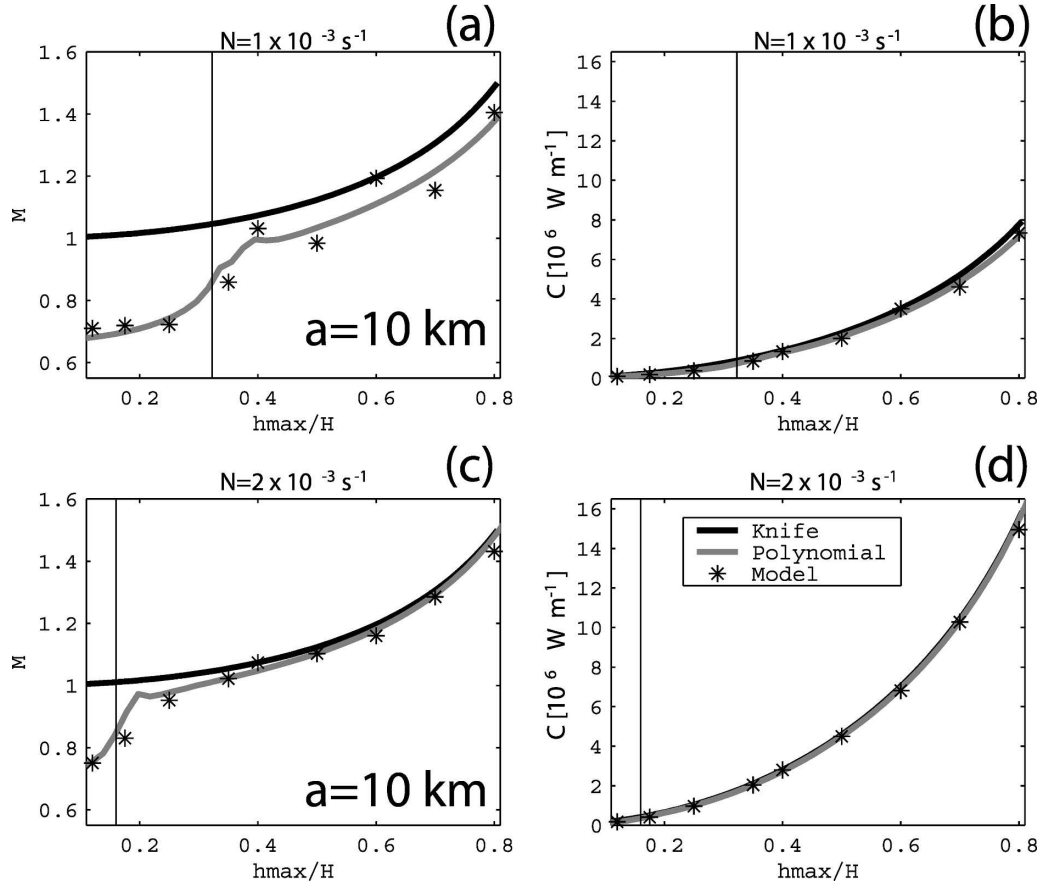 (a)
N=1 x 10 -3 s-1
1.6
1.4
1.2
1
0.8
0.6
M
a=10 km
0.2 0.4 0.6 0.8
hmax/H
(b)
N=1 x 10 -3 s-1
16
14
12
10
8
6
4
2
0
C [10 6 W m-1]
0.2 0.4 0.6 0.8
hmax/H
(c)
N=2 x 10 -3 s-1
1.6
1.4
1.2
1
0.8
0.6
M
a=10 km
0.2 0.4 0.6 0.8
hmax/H
(d)
N=2 x 10 -3 s-1
16
14
12
10
8
6
4
2
0
C [10 6 W m-1]
Knife
Polynomial
Model
0.2 0.4 0.6 0.8
hmax/H